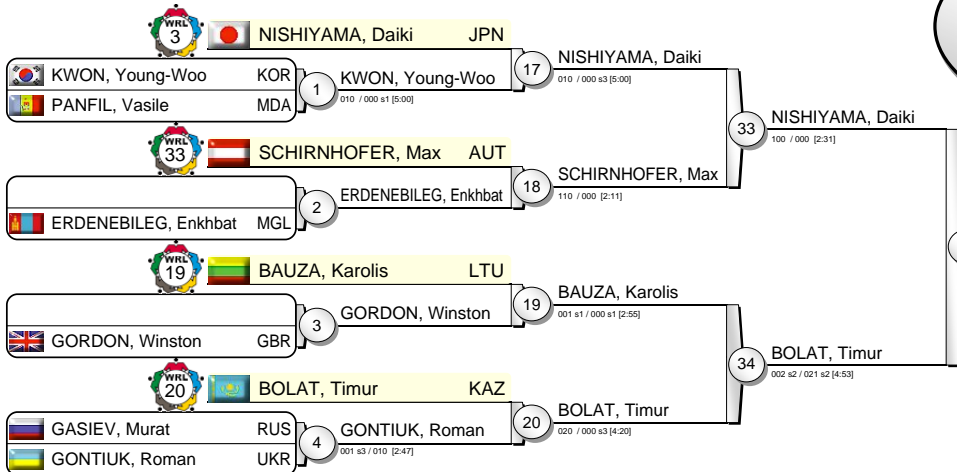 WRL
3
NISHIYAMA, Daiki JPN
KWON, Young-Woo KOR
PANFIL, Vasile MDA
1
KWON, Young-Woo
010 / 000 s1 [5:00]
17
NISHIYAMA, Daiki
010 / 000 s3 [5:00]
WRL
33
SCHIRNHOFER, Max AUT
ERDENEBILEG, Enkhbat MGL
2
ERDENEBILEG, Enkhbat
18
SCHIRNHOFER, Max
110 / 000 [2:11]
33
NISHIYAMA, Daiki
100 / 000 [2:31]
WRL
19
BAUZA, Karolis LTU
GORDON, Winston GBR
3
GORDON, Winston
19
BAUZA, Karolis
001 s1 / 000 s1 [2:55]
WRL
20
BOLAT, Timur KAZ
GASIEV, Murat RUS
GONTIUK, Roman UKR
4
GONTIUK, Roman
001 s3 / 010 [2:47]
20
BOLAT, Timur
020 / 000 s3 [4:20]
34
BOLAT, Timur
002 s2 / 021 s2 [4:53]